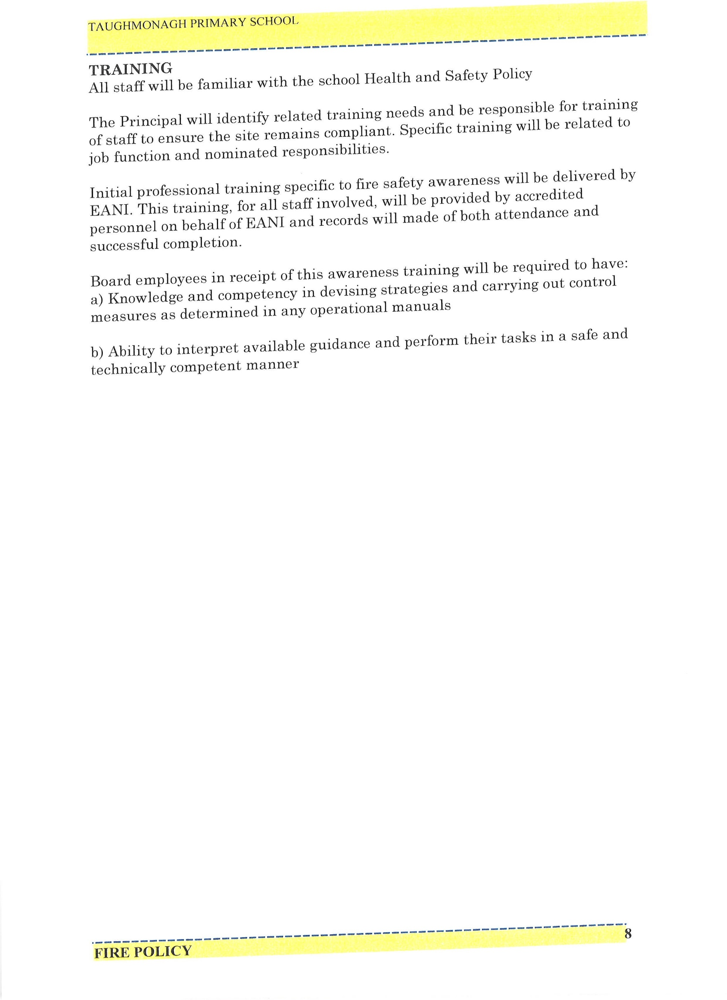 TAUGHMONAGH PRIMARY SCHOOL
TRAINING
All staff will be familiar with the school Health and Safety Policy
The Principal will identify related training needs and be responsible for training
of staff to ensure the site remains compliant. Specific training will be related to
job function and nominated responsibilities.
Initial professional training specific to fire safety awareness will be delivered by
EANI. This training, for all staff involved, will be provided by accredited
personnel on behalf of EANI and records will made of both attendance and
successful completion.
Board employees in receipt of this awareness training will be required to have:
a) Knowledge and competency in devising strategies and carrying out control
measures as determined in any operational manuals
b) Ability to interpret available guidance and perform their tasks in a safe and
technically competent manner
8
FIRE POLICY